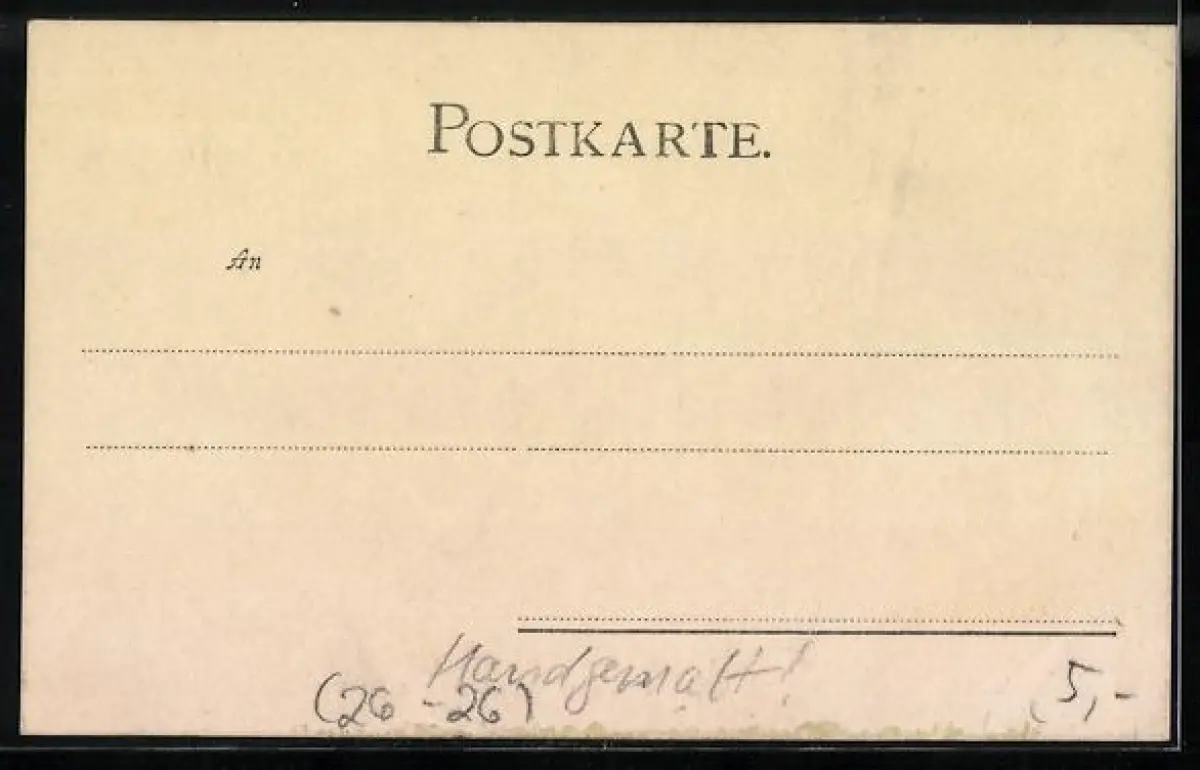 POSTKARTE.
An
Handgemalt!
(26-26)
5,-